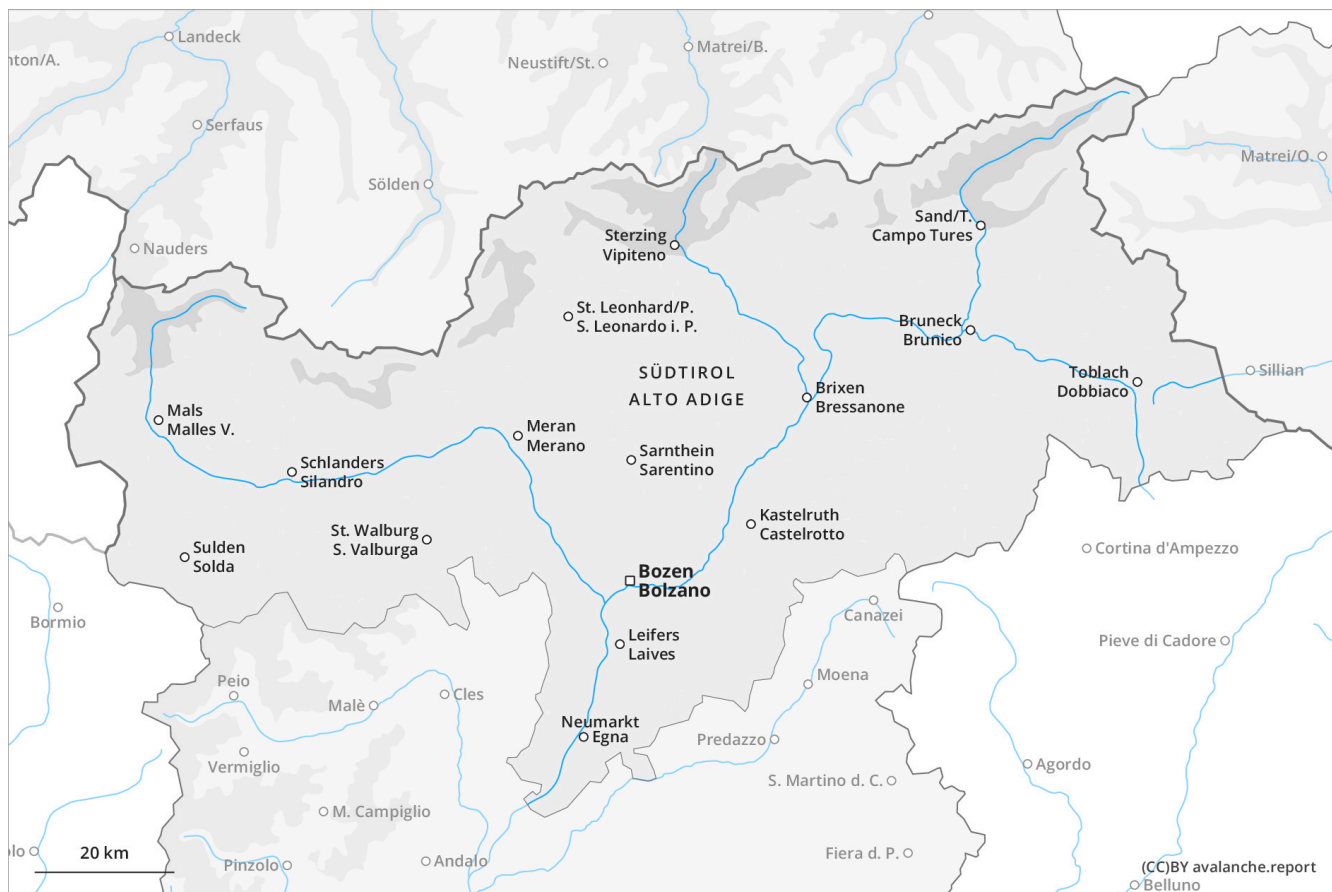 Landeck
nton/A.
Matrei/B.
Neustift/St.
Serfaus
Matrei/O.
Sölden
Nauders
Sand/T.
Campo Tures
Sterzing
Vipiteno
St. Leonhard/P.
S. Leonardo i. P.
Bruneck
Brunico
SÜDTIROL
ALTO ADIGE
Toblach
Dobbiaco
Sillian
Brixen
Bressanone
Mals
Malles V.
Meran
Merano
Schlanders
Silandro
Sarnthein
Sarentino
St. Walburg
S. Valburga
Kastelruth
Castelrotto
Sulden
Solda
Cortina d'Ampezzo
Bozen
Bolzano
Bormio
Canazei
Leifers
Laives
Pieve di Cadore
Peio
Malè
Cles
Moena
Neumarkt
Egna
Predazzo
Vermiglio
Agordo
S. Martino d. C.
M. Campiglio
olo
20 km
Pinzolo
Andalo
Fiera d. P.
(CC)BY avalanche.report
Belluno